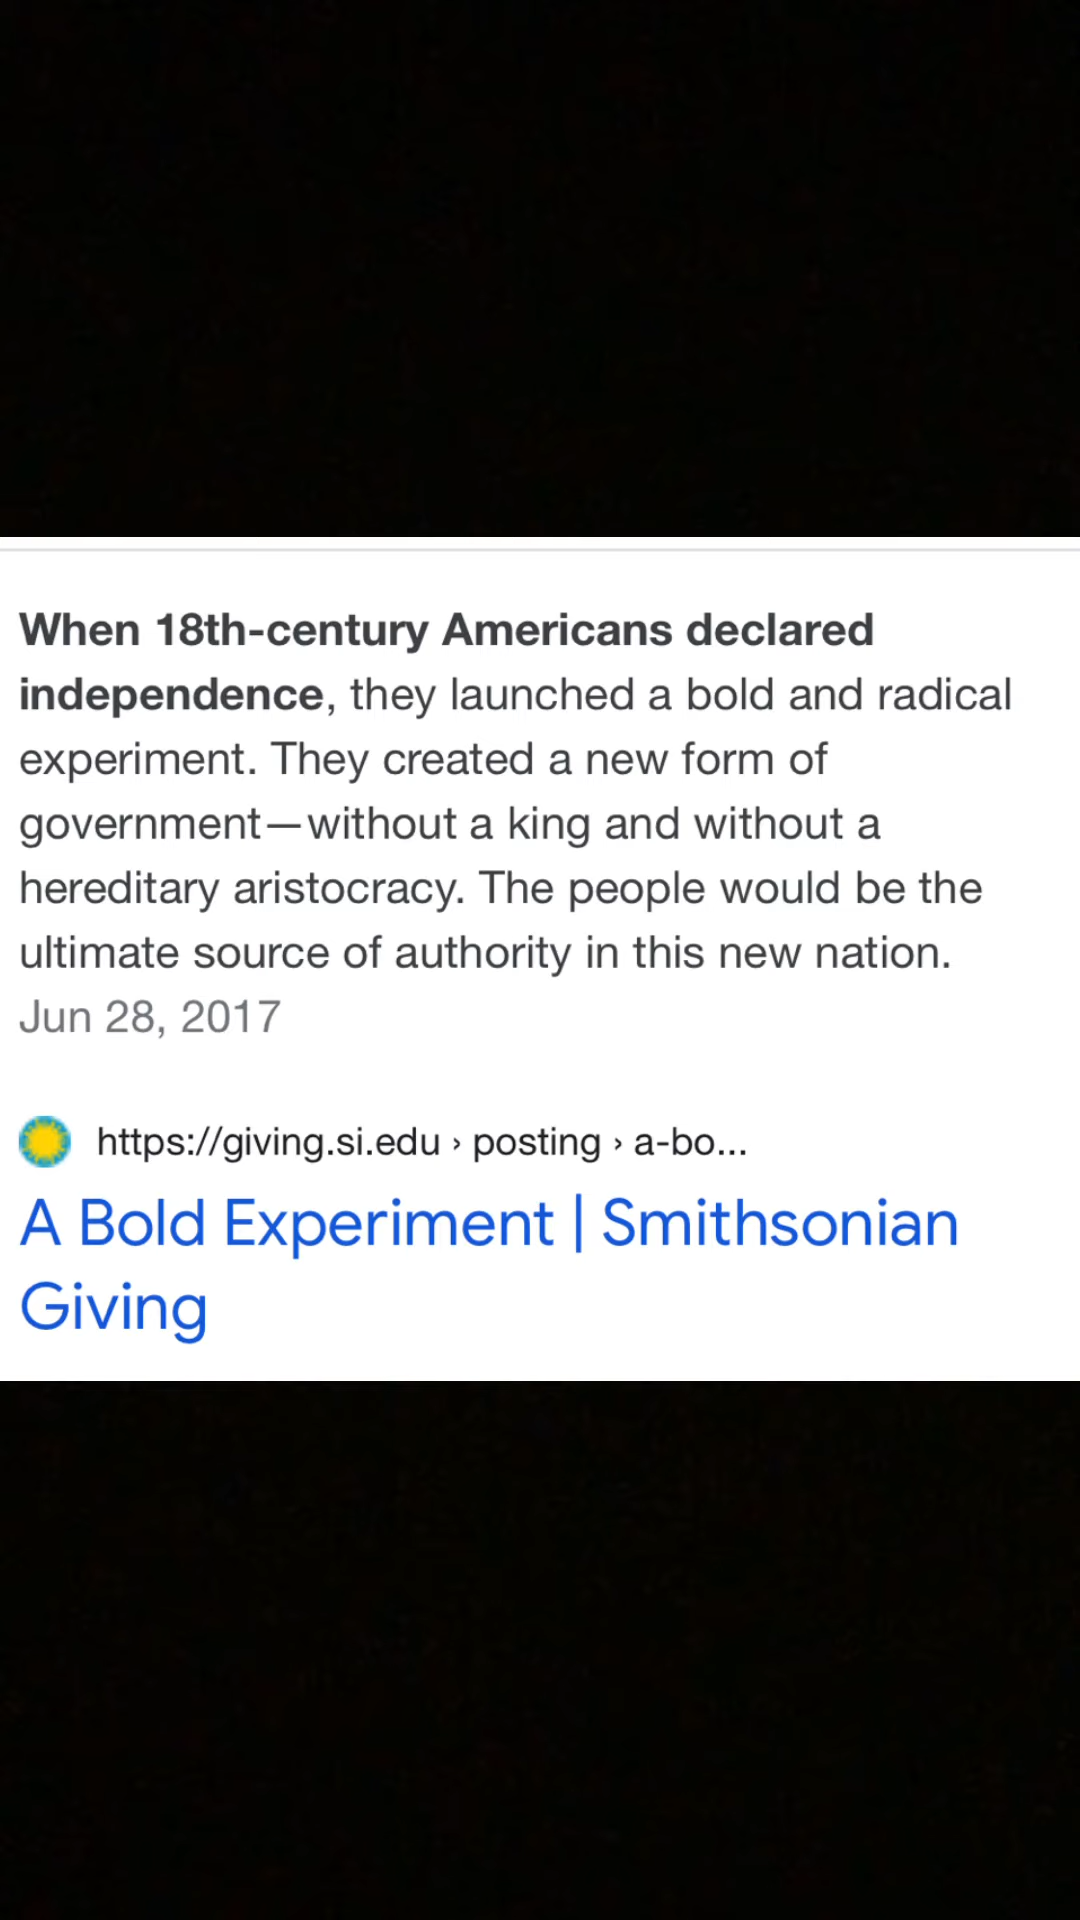 When 18th-century Americans declared
independence, they launched a bold and radical
experiment. They created a new form of
government—without a king and without a
hereditary aristocracy. The people would be the
ultimate source of authority in this new nation.
Jun 28, 2017
https://giving.si.edu › posting › a-bo...
A Bold Experiment | Smithsonian
Giving